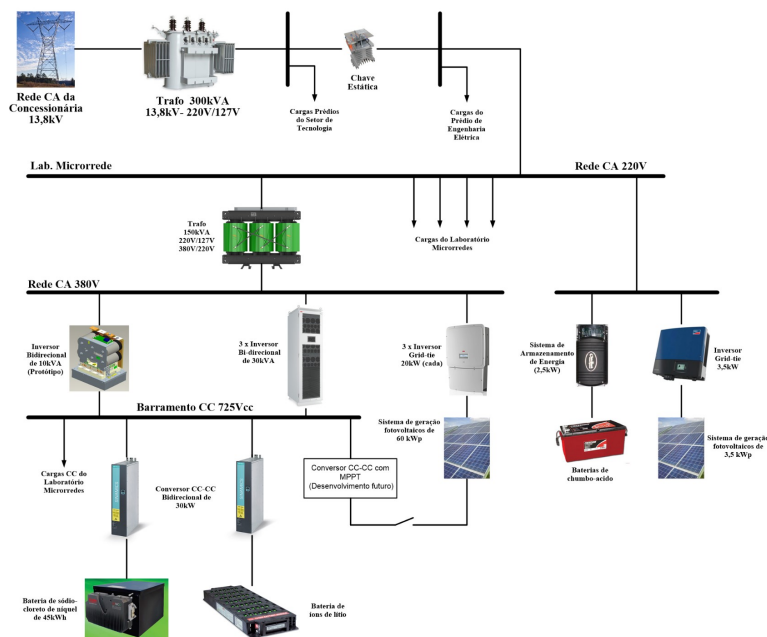 Rede CA da
Concessionária
13,8kV
Trafo 300kVA
13,8kV- 220V/127V
Chave
Estática
Cargas Prédios
do Setor de
Tecnologia
Cargas do
Prédio de
Engenharia
Elétrica
Lab. Microrrede
Rede CA 220V
Trafo
150kVA
220V/127V
380V/220V
Cargas do Laboratório
Microrredes
Rede CA 380V
Inversor
Bidirecional
de 10kVA
(Protótipo)
3 x Inversor
Bi-direcional
de 30kVA
3 x Inversor
Grid-tie
20kW (cada)
Sistema de
Armazenamento
de Energia
(2,5kW)
Inversor
Grid-tie
3,5kW
Barramento CC 725Vcc
Sistema de geração
fotovoltaicos de
60 kWp
Cargas CC do
Laboratório
Microrredes
Conversor CC-CC
Bidirecional de
30kW
Conversor CC-CC com
MPPT
(Desenvolvimento futuro)
Baterias de
chumbo-acido
Sistema de geração
fotovoltaicos de
3,5 kWp
Bateria de sódio-
cloreto de níquel
de 45kWh
Bateria de
íons de lítio